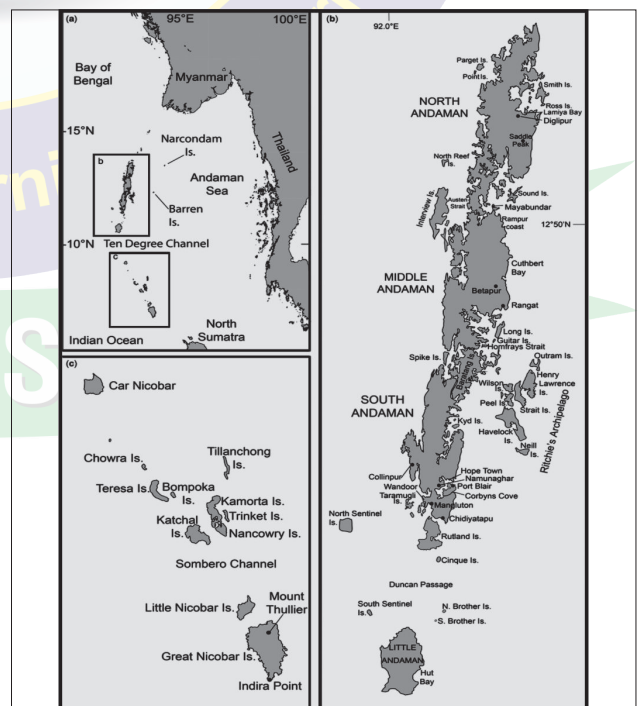 (a)
95°E
100°E
Bay of
Bengal
Myanmar
15°N
Narcondam
Is.
Thailand
b
Andaman
Sea
Barren
Is.
10°N
Ten Degree Channel
c
North
Sumatra
Indian Ocean
(b)
92.0°E
Parget Is.
Point Is.
Smith Is.
NORTH
ANDAMAN
Ross Is.
Lamiya Bay
Diglipur
Saddle
Peak
North Reef
Is.
Interview Is.
Austen
Strait
Sound Is.
Mayabundar
Rampur
coast
12°50'N
Cuthbert
Bay
MIDDLE
ANDAMAN
Betapur
Rangat
Long Is.
Guitar Is.
Homfrays Strait
Spike Is.
Baratang Is.
Outram Is.
Henry
Lawrence
Is.
Wilson
Is.
Peel Is.
Strait Is.
SOUTH
ANDAMAN
Kyd Is.
Havelock
Is.
Neill
Is.
Ritchie's Archipelago
Collinpur
Hope Town
Namunaghar
Wandoor
Port Blair
Corbyns Cove
Taramugli
Is.
Mangluton
Chidiyatapu
North Sentinel
Is.
Rutland Is.
Cinque Is.
Duncan Passage
South Sentinel
Is.
N. Brother Is.
S. Brother Is.
LITTLE
ANDAMAN
Hut
Bay
(c)
Car Nicobar
Chowra Is.
Tillanchong
Is.
Teresa Is.
Bompoka
Is.
Kamorta Is.
Trinket Is.
Katchal
Is.
Nancowry Is.
Sombero Channel
Little Nicobar Is.
Mount
Thullier
Great Nicobar Is.
Indira Point